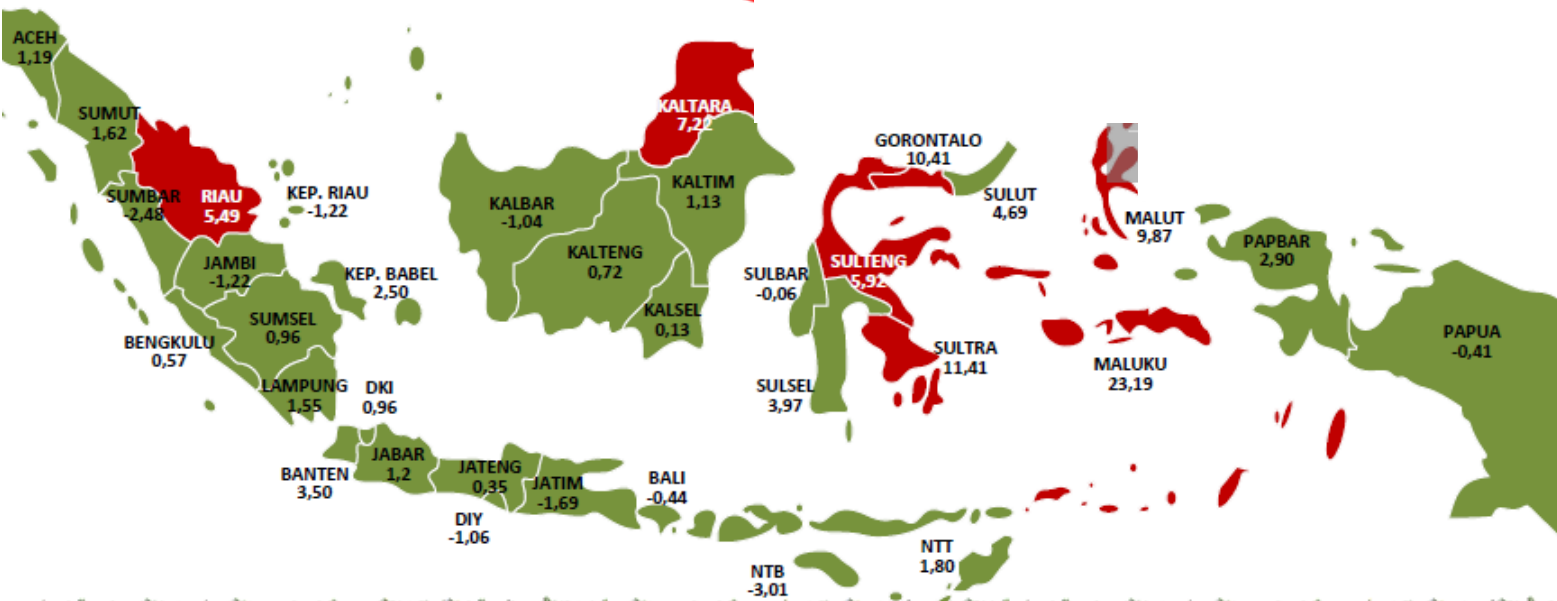 ACEH
1,19
SUMUT
1,62
SUMBAR
-2,48
RIAU
5,49
KEP. RIAU
-1,22
JAMBI
-1,22
KEP. BABEL
2,50
SUMSEL
0,96
BENGKULU
0,57
LAMPUNG
1,55
DKI
0,96
BANTEN
3,50
JABAR
1,2
JATENG
0,35
DIY
-1,06
JATIM
-1,69
BALI
-0,44
NTB
-3,01
NTT
1,80
KALBAR
-1,04
KALTENG
0,72
KALSEL
0,13
KALTIM
1,13
KALTARA
7,22
GORONTALO
10,41
SULUT
4,69
SULTENG
5,92
SULBAR
-0,06
SULSEL
3,97
SULTRA
11,41
MALUT
9,87
MALUKU
23,19
PAPBAR
2,90
PAPUA
-0,41